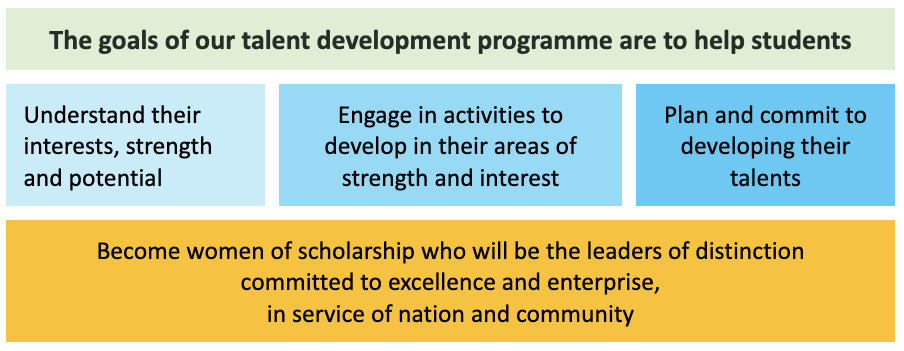 The goals of our talent development programme are to help students
Understand their
interests, strength
and potential
Engage in activities to
develop in their areas of
strength and interest
Plan and commit to
developing their
talents
Become women of scholarship who will be the leaders of distinction
committed to excellence and enterprise,
in service of nation and community